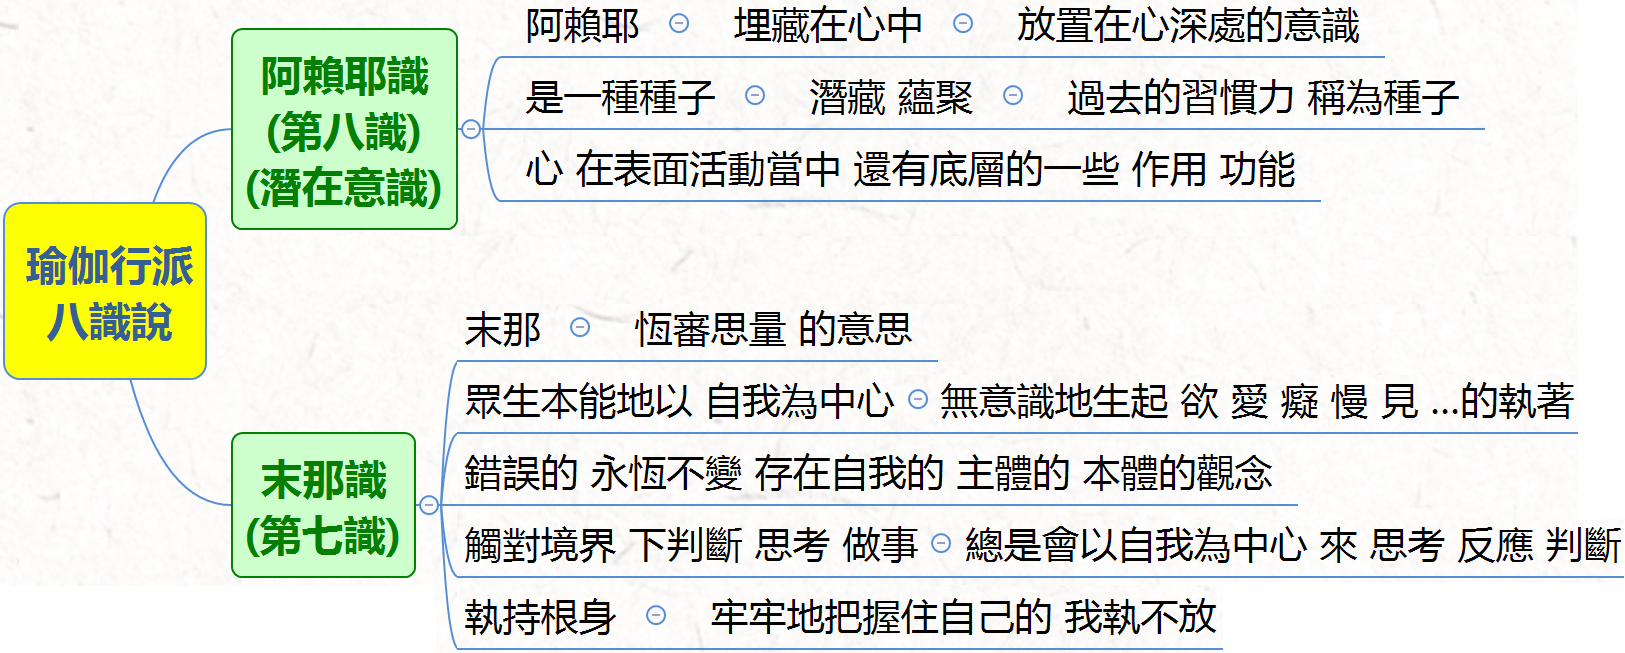 瑜伽行派
八識說
阿賴耶識
(第八識)
(潛在意識)
阿賴耶 埋藏在心中 放置在心深處的意識
是一種種子 潛藏 蘊聚 過去的習慣力 稱為種子
心 在表面活動當中 還有底層的一些 作用 功能
末那識
(第七識)
末那 恆審思量 的意思
眾生本能地以 自我為中心 無意識地生起 欲 愛 癡 慢 見 ...的執著
錯誤的 永恆不變 存在自我的 主體的 本體的觀念
觸對境界 下判斷 思考 做事 總是會以自我為中心 來 思考 反應 判斷
執持根身 牢牢地把握住自己的 我執不放